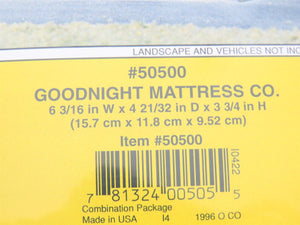 LANDSCAPE AND VEHICLES NOT INC
#50500
GOODNIGHT MATTRESS CO.
6 3/16 in W x 4 21/32 in D x 3 3/4 in H
(15.7 cm x 11.8 cm x 9.52 cm)
Item #50500
10422
7 81324 00505 5
Combination Package
Made in USA I4 1996 O CO